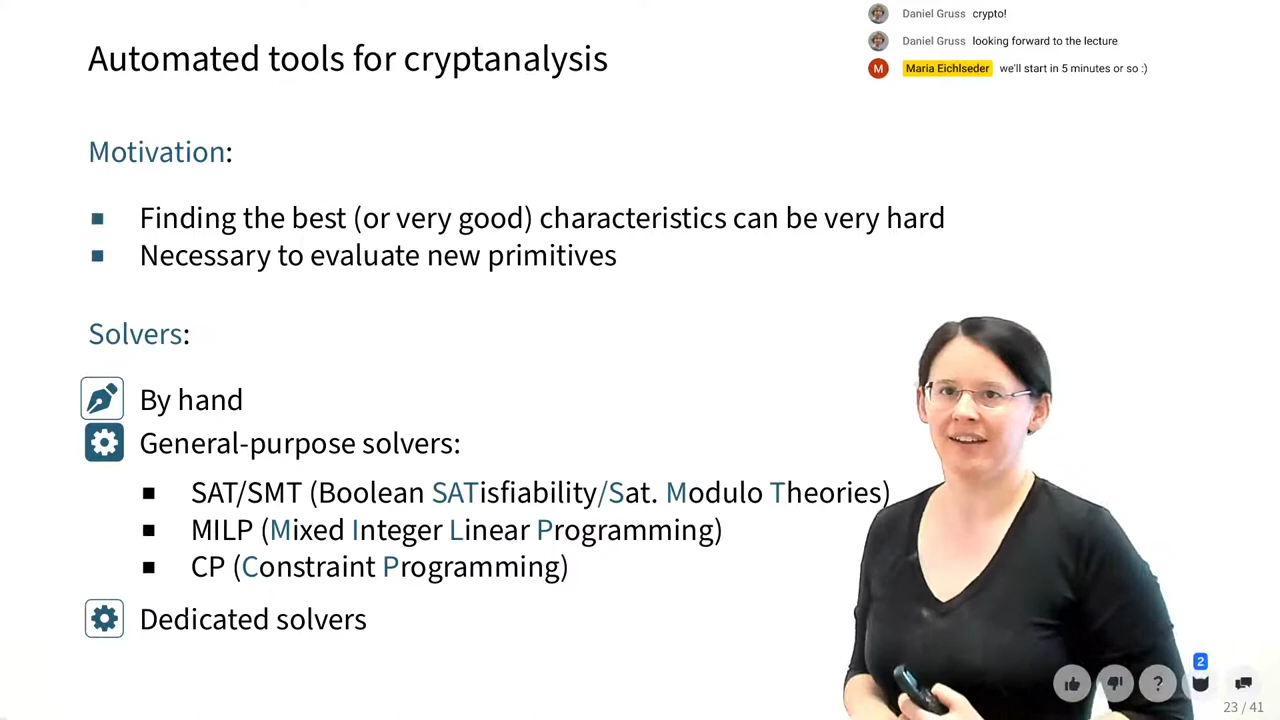 Daniel Gruss crypto!
Daniel Gruss looking forward to the lecture
M Maria Eichlseder we'll start in 5 minutes or so :)
Automated tools for cryptanalysis
Motivation:
Finding the best (or very good) characteristics can be very hard
Necessary to evaluate new primitives
Solvers:
By hand
General-purpose solvers:
SAT/SMT (Boolean SATisfiability/Sat. Modulo Theories)
MILP (Mixed Integer Linear Programming)
CP (Constraint Programming)
Dedicated solvers
2
?
23 / 41